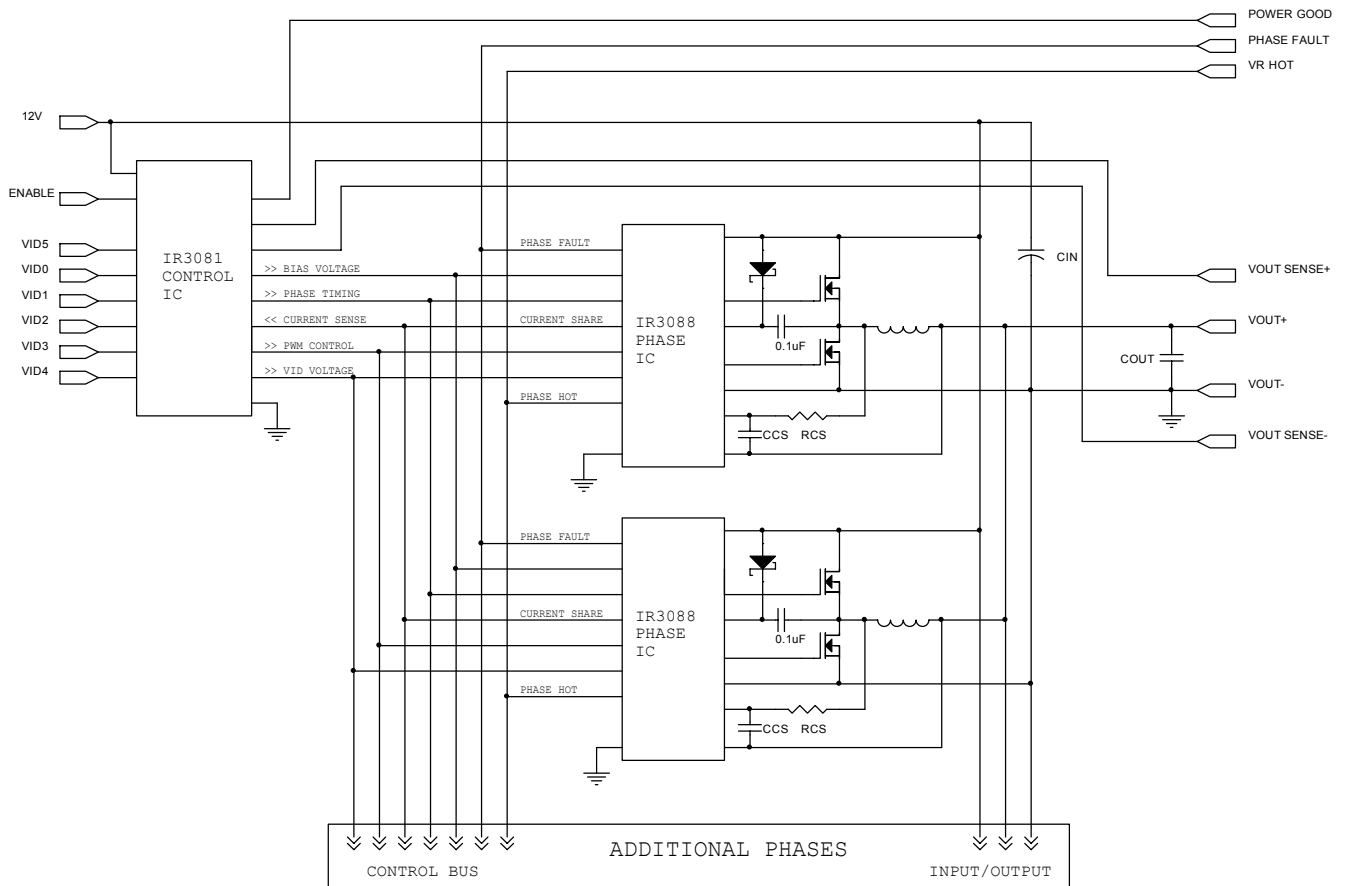 POWER GOOD
PHASE FAULT
VR HOT
12V
ENABLE
VID5
VID0
VID1
VID2
VID3
VID4
IR3081
CONTROL
IC
>> BIAS VOLTAGE
>> PHASE TIMING
<< CURRENT SENSE
>> PWM CONTROL
>> VID VOLTAGE
PHASE FAULT
CURRENT SHARE
PHASE HOT
IR3088
PHASE
IC
0.1uF
CCS RCS
CIN
COUT
VOUT SENSE+
VOUT+
VOUT-
VOUT SENSE-
PHASE FAULT
CURRENT SHARE
PHASE HOT
IR3088
PHASE
IC
0.1uF
CCS RCS
ADDITIONAL PHASES
CONTROL BUS
INPUT/OUTPUT